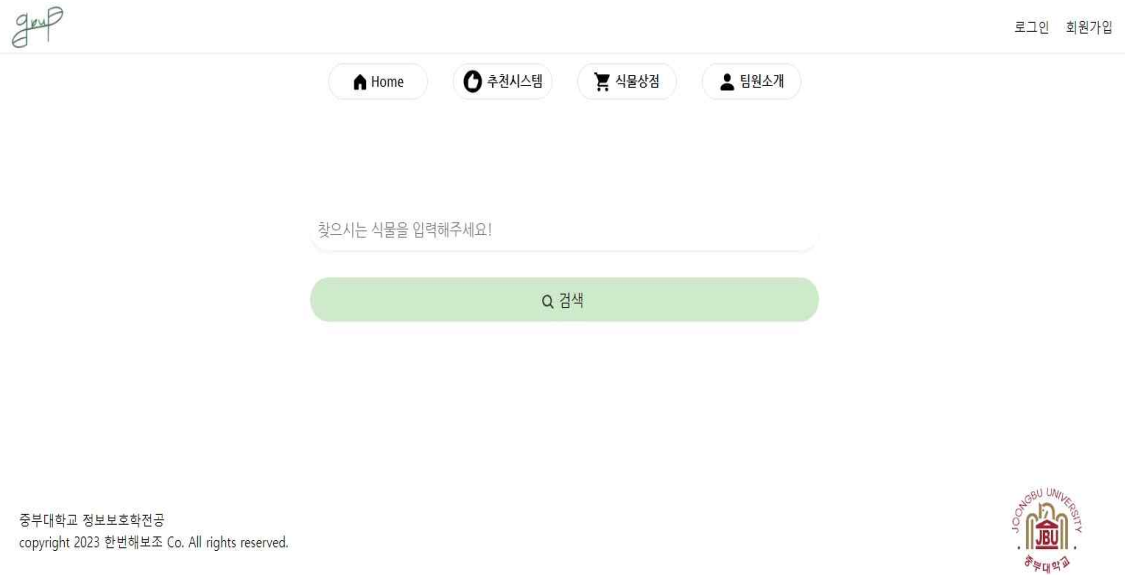 grup
로그인 회원가입
Home 추천시스템 식물상점 팀원소개
찾으시는 식물을 입력해주세요!
검색
중부대학교 정보보호학전공
copyright 2023 한번해보조 Co. All rights reserved.
JOONGBU UNIVERSITY
JBU
중부대학교